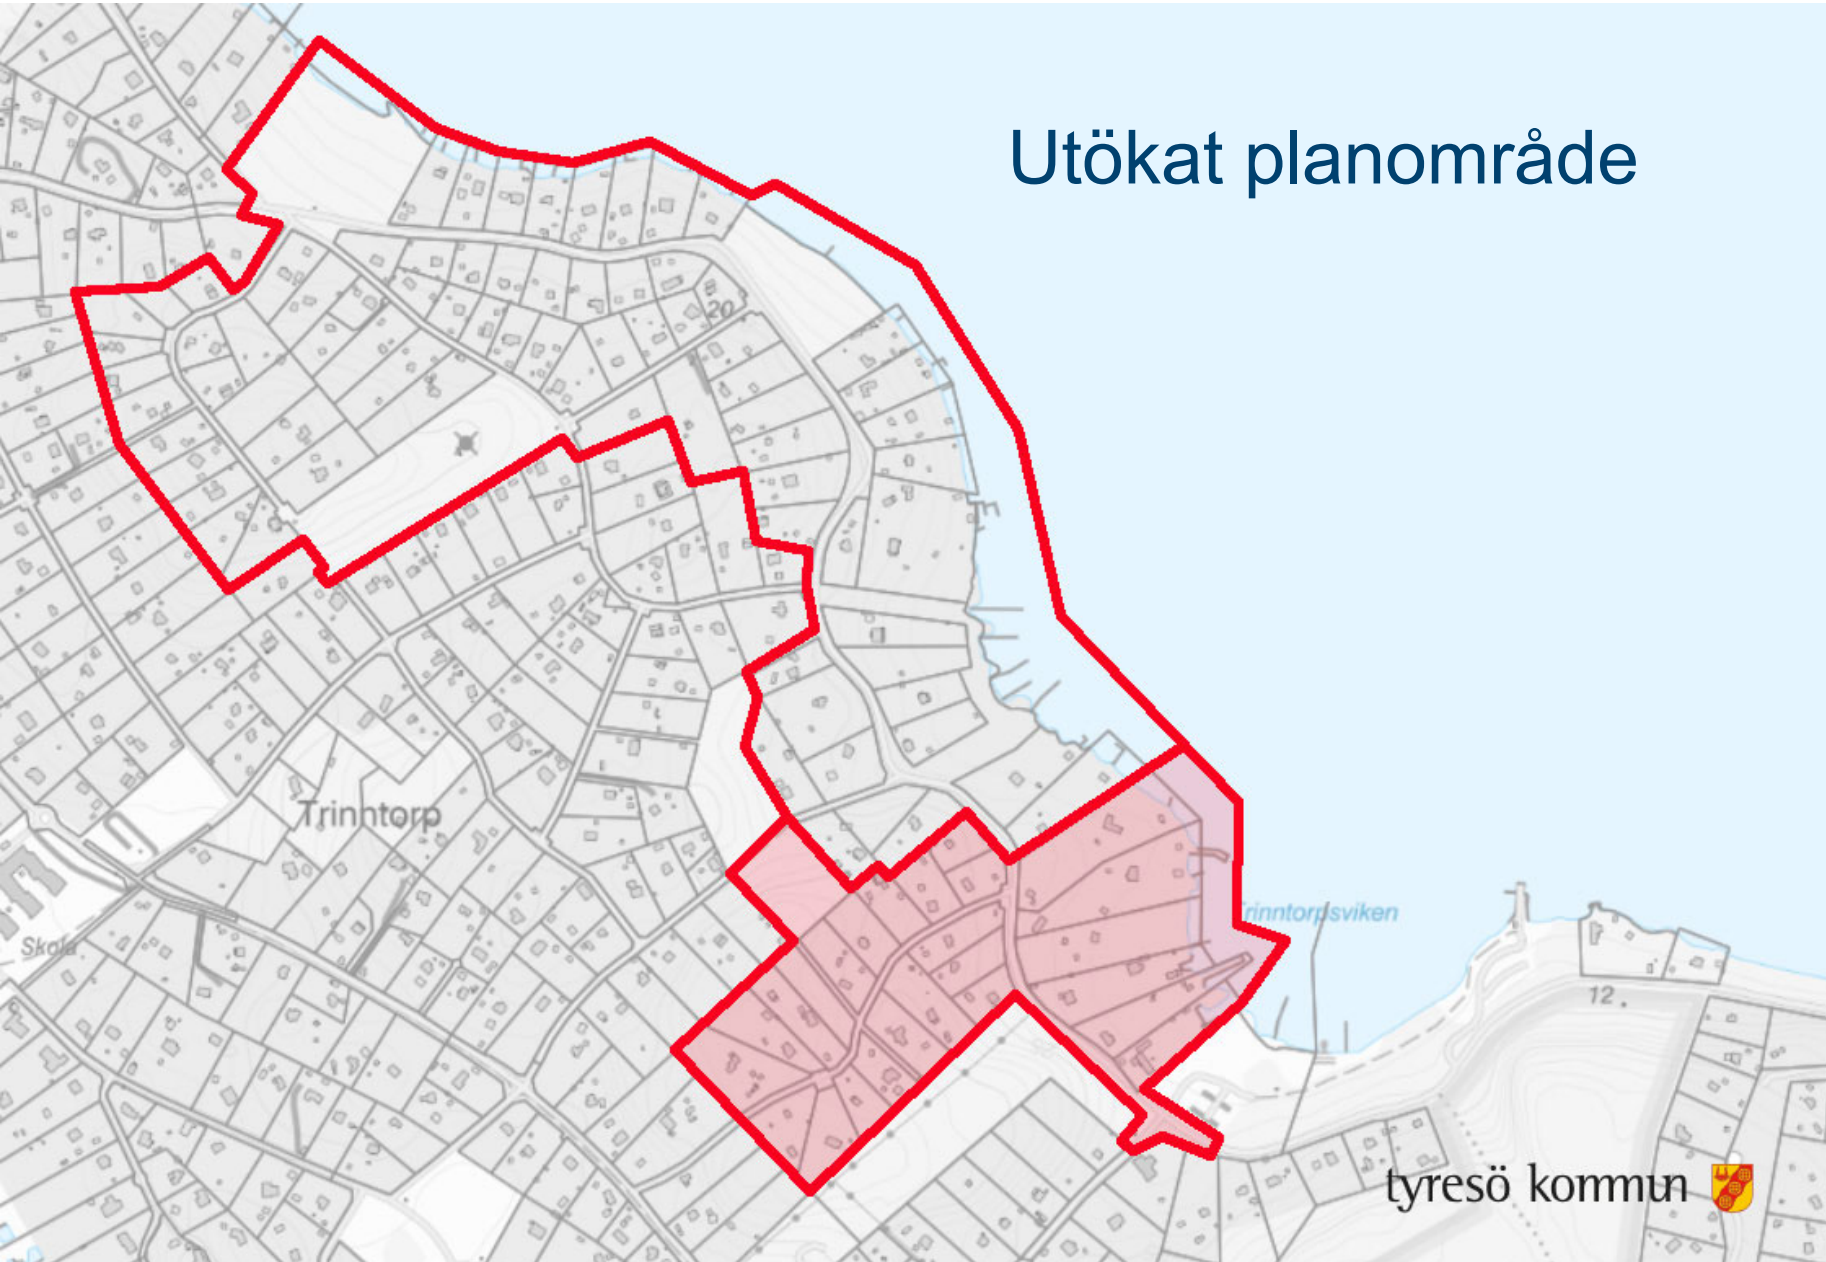 Utökat planområde
20
Trinntorp
Skola
Trinntorpsviken
12
tyresö kommun